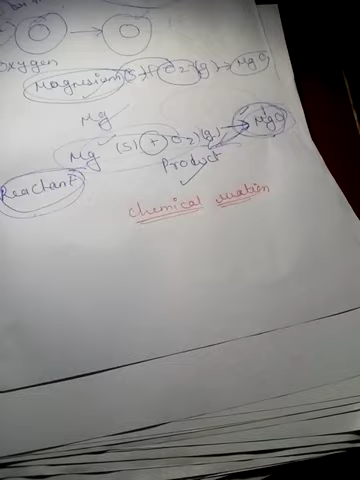 Oxygen
Magnesium (s) + O2 (g) → MgO
Mg
Mg (s) + O2) (g) → MgO
Product
Reactant
Chemical